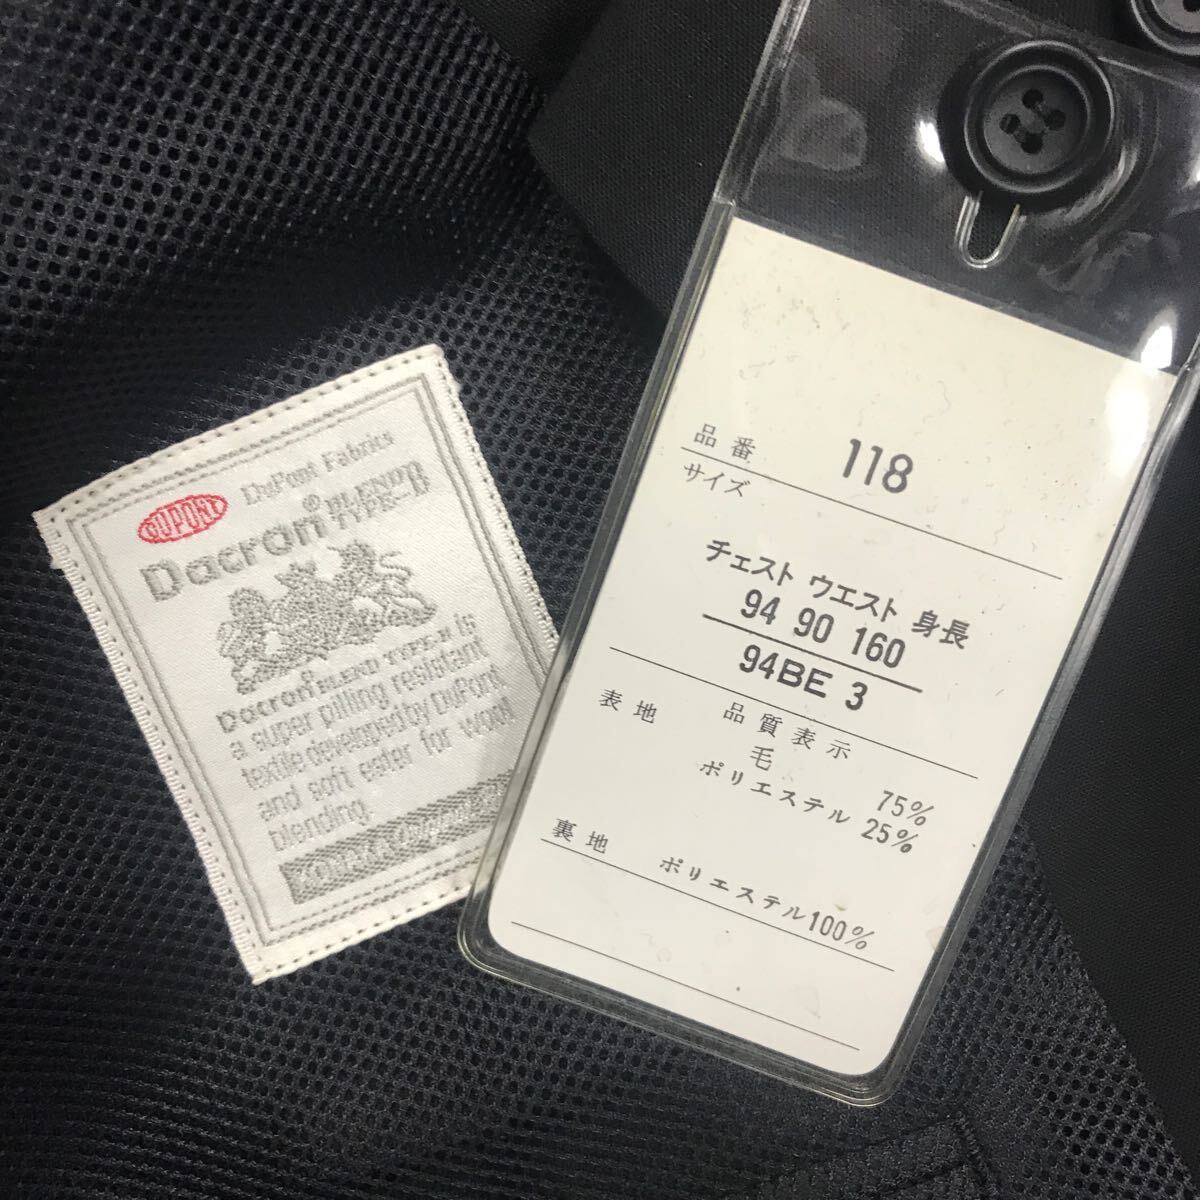 DuPont Fabrics
DUPONT
Dacron® BLEND
TYPE-B
Dacron® BLEND TYPE-B is
a super pilling resistant
textile developed by DuPont
and soft ester for wool
blending
品番 118
サイズ
チェスト ウエスト 身長
94 90 160
94BE 3
品質表示
表地 毛 75%
ポリエステル 25%
裏地 ポリエステル100%